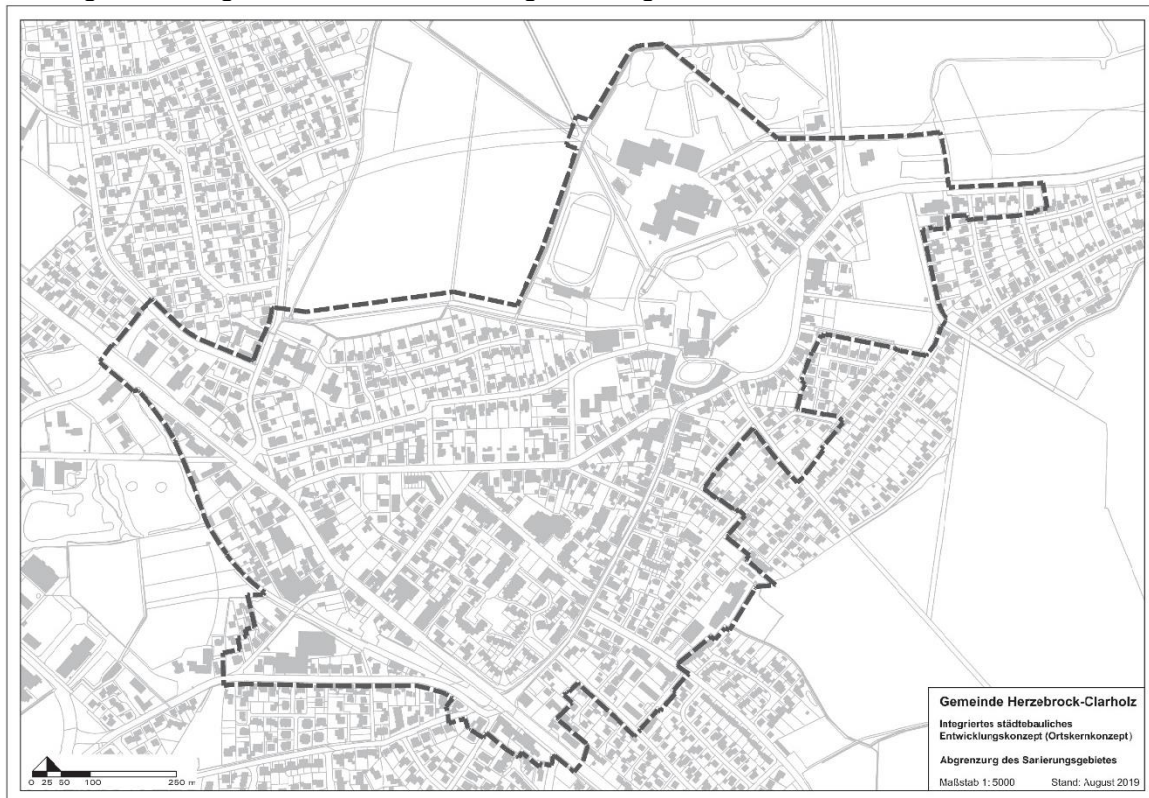 Gemeinde Herzebrock-Clarholz
Integriertes städtebauliches
Entwicklungskonzept (Ortskernkonzept)
Abgrenzung des Sanierungsgebietes
Maßstab 1:5000 Stand: August 2019
0 25 50 100 250 m